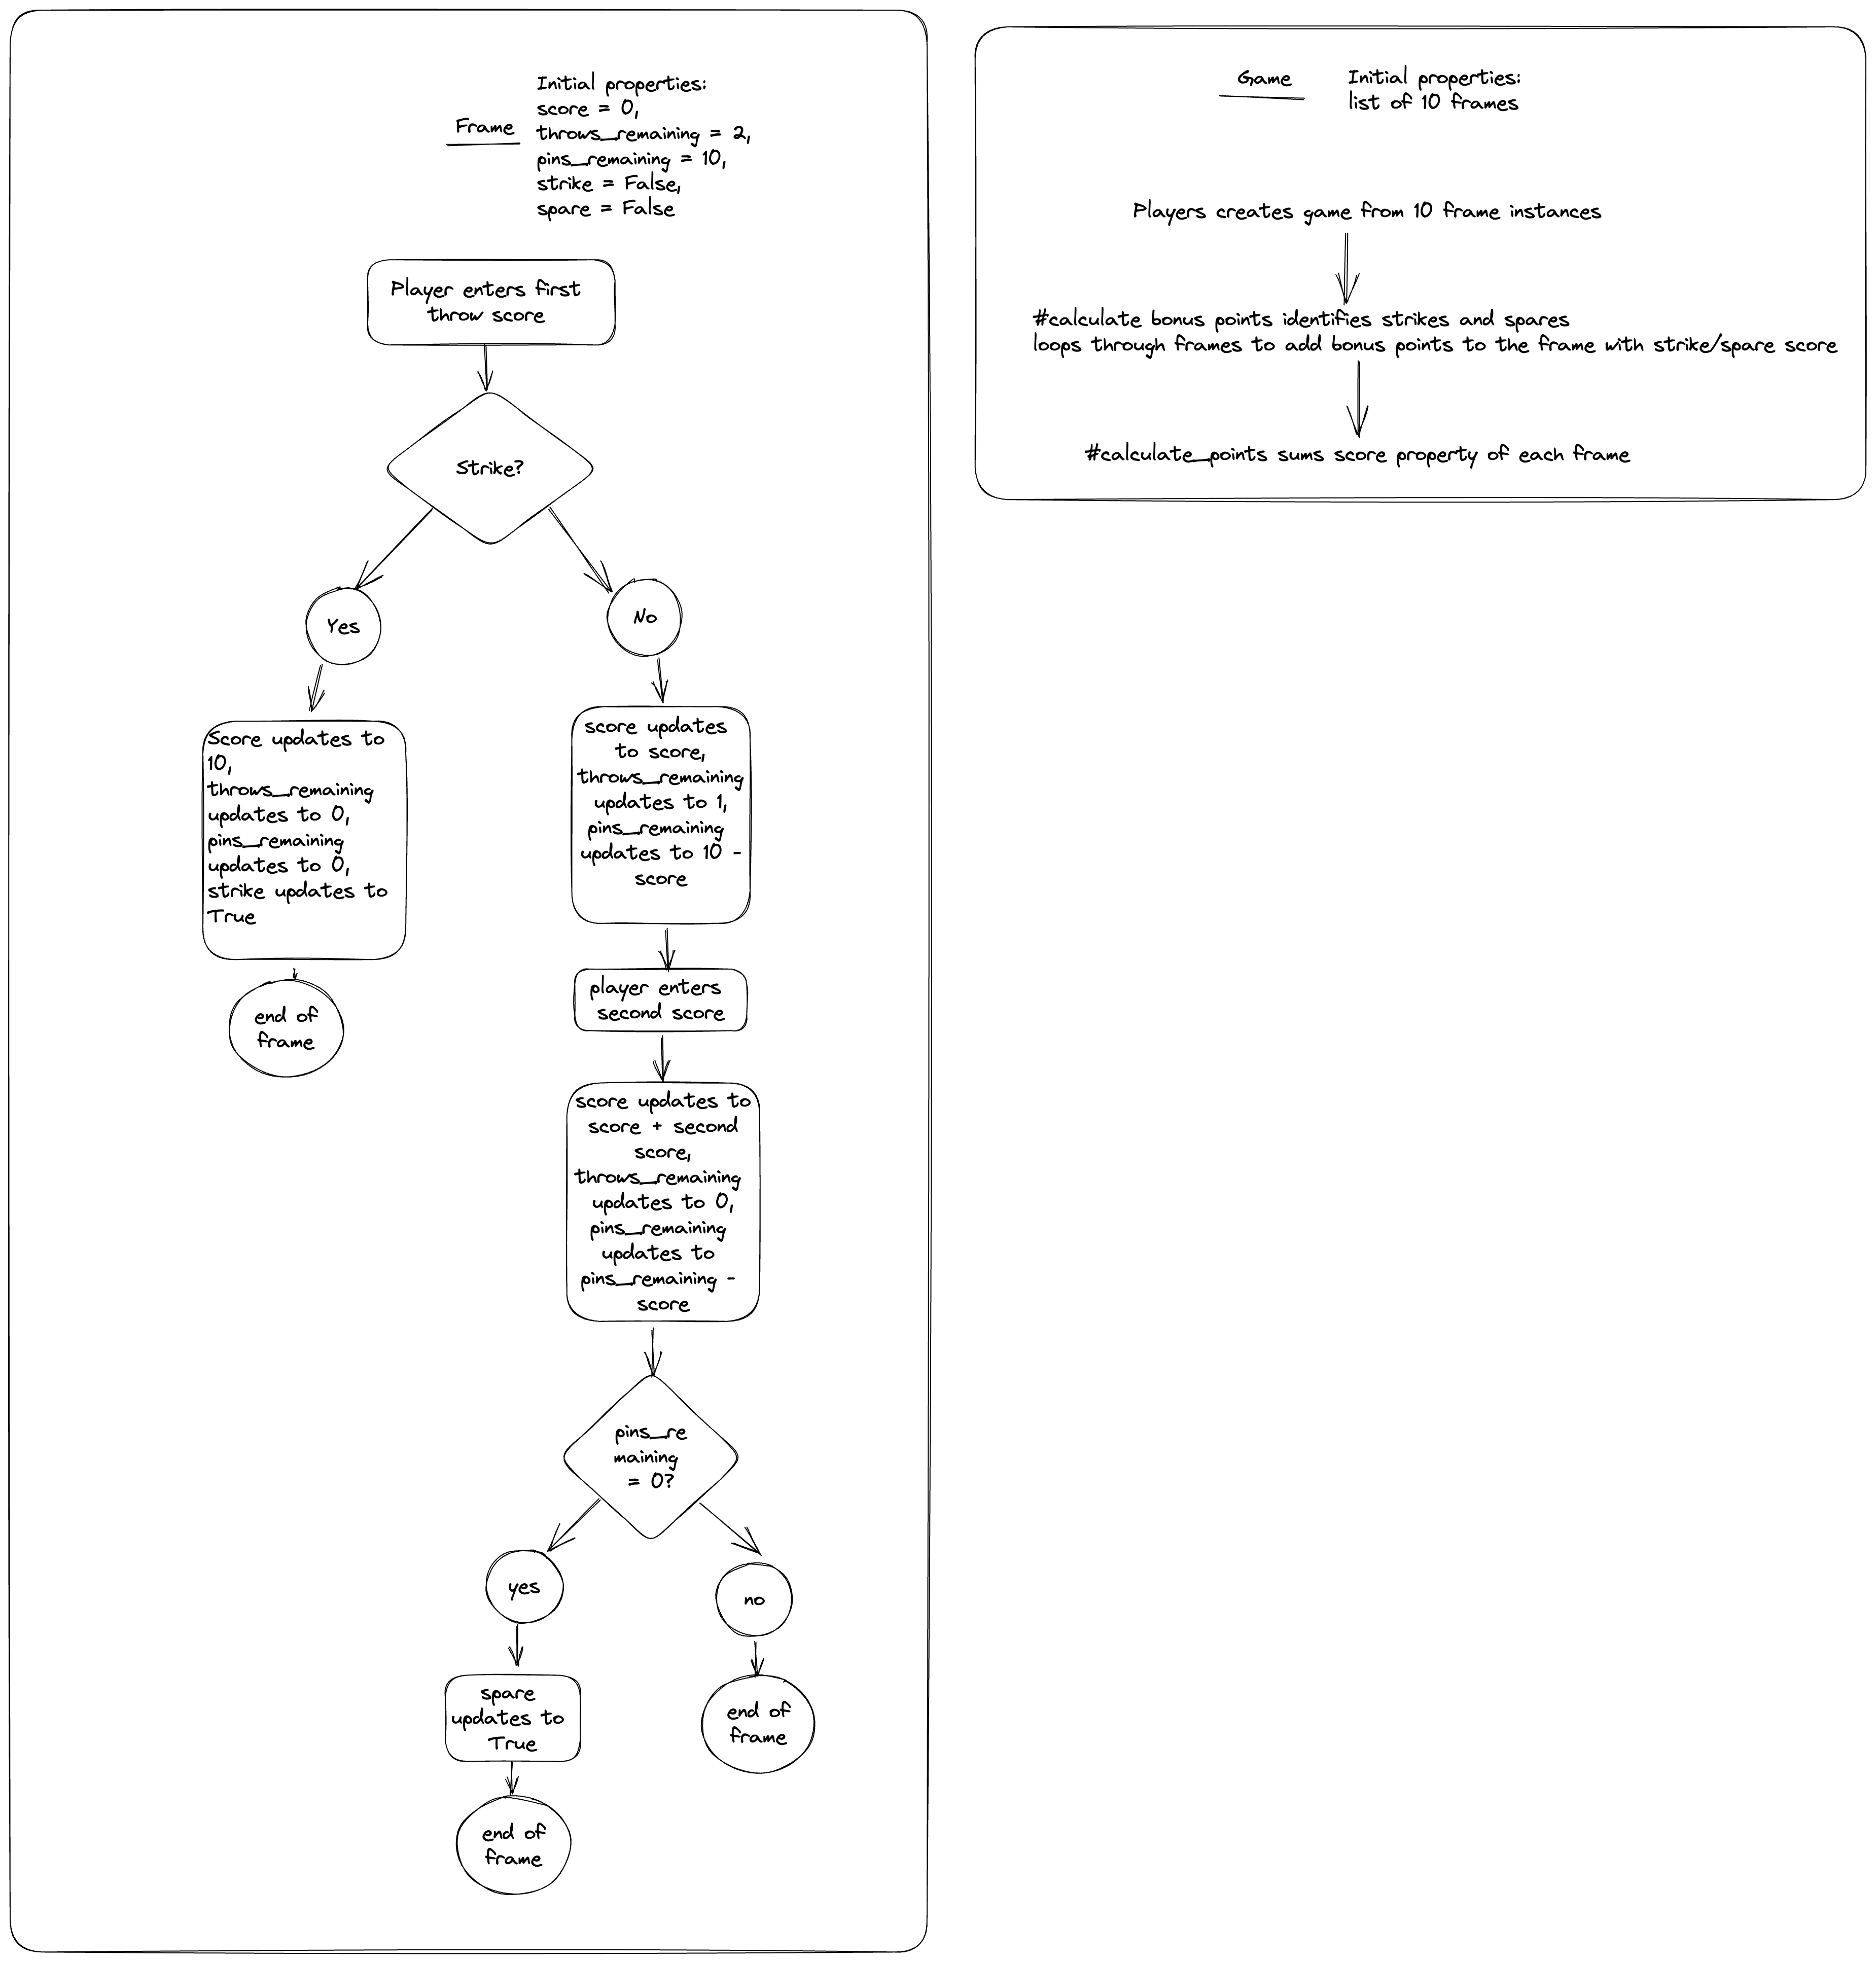 Frame
Initial properties:
score = 0,
throws_remaining = 2,
pins_remaining = 10,
strike = False,
spare = False
Player enters first
throw score
Strike?
Yes
No
Score updates to
10,
throws_remaining
updates to 0,
pins_remaining
updates to 0,
strike updates to
True
end of
frame
score updates
to score,
throws_remaining
updates to 1,
pins_remaining
updates to 10 -
score
player enters
second score
score updates to
score + second
score,
throws_remaining
updates to 0,
pins_remaining
updates to
pins_remaining -
score
pins_re
maining
= 0?
yes
no
spare
updates to
True
end of
frame
end of
frame
Game
Initial properties:
list of 10 frames
Players creates game from 10 frame instances
#calculate bonus points identifies strikes and spares
loops through frames to add bonus points to the frame with strike/spare score
#calculate_points sums score property of each frame